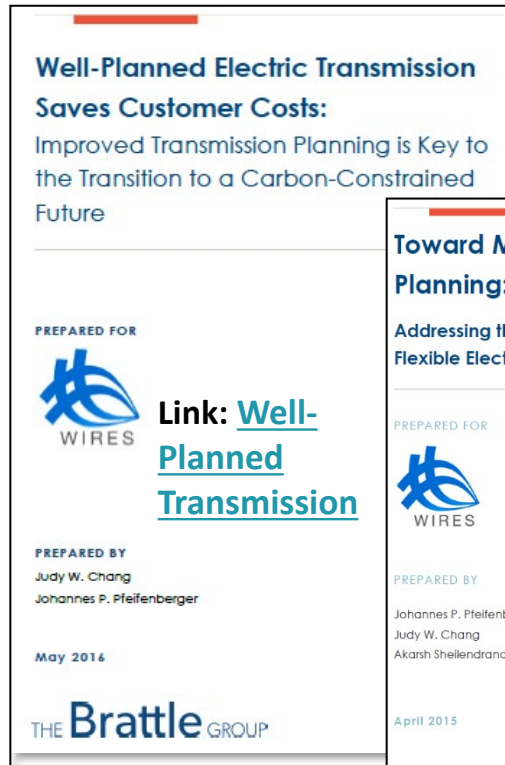 Well-Planned Electric Transmission
Saves Customer Costs:
Improved Transmission Planning is Key to
the Transition to a Carbon-Constrained
Future
PREPARED FOR
WIRES
Link: Well-
Planned
Transmission
PREPARED BY
Judy W. Chang
Johannes P. Pfeifenberger
May 2016
THE Brattle GROUP
Toward
Planning:
Addressing
Flexible
PREPARED FOR
WIRES
PREPARED BY
Johannes P.
Judy W. Chang
Akarsh
April 2015